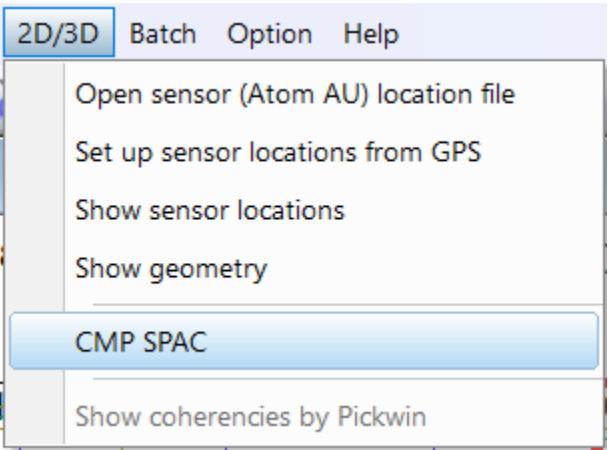 2D/3D Batch Option Help
Open sensor (Atom AU) location file
Set up sensor locations from GPS
Show sensor locations
Show geometry
CMP SPAC
Show coherencies by Pickwin